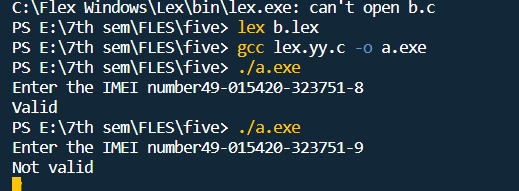 C:\Flex Windows\Lex\bin\lex.exe: can't open b.c
PS E:\7th sem\FLES\five> lex b.lex
PS E:\7th sem\FLES\five> gcc lex.yy.c -o a.exe
PS E:\7th sem\FLES\five> ./a.exe
Enter the IMEI number49-015420-323751-8
Valid
PS E:\7th sem\FLES\five> ./a.exe
Enter the IMEI number49-015420-323751-9
Not valid